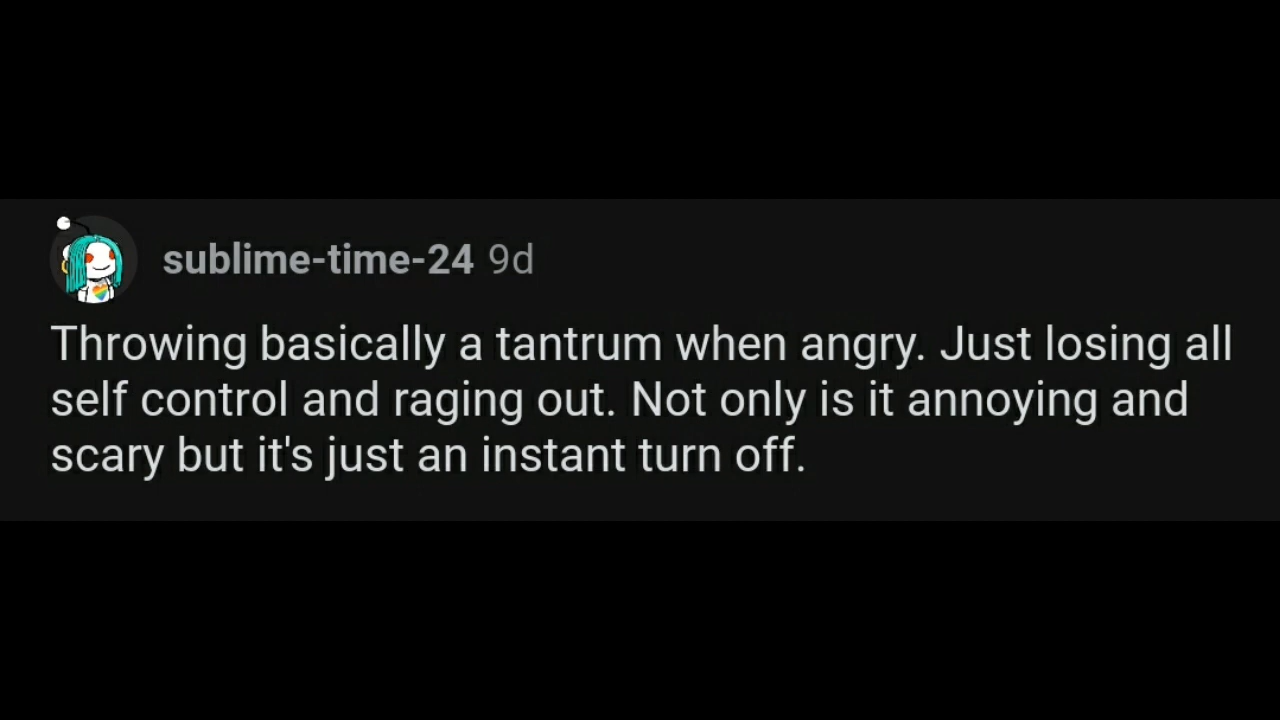 sublime-time-24 9d
Throwing basically a tantrum when angry. Just losing all
self control and raging out. Not only is it annoying and
scary but it's just an instant turn off.